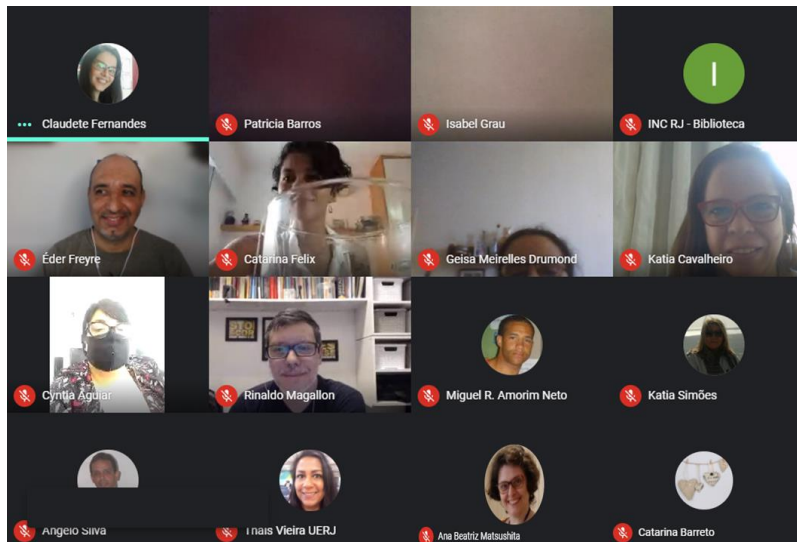 Claudete Fernandes
Patricia Barros
Isabel Grau
I
INC RJ - Biblioteca
Éder Freyre
Catarina Felix
Geisa Meirelles Drumond
Katia Cavalheiro
Cyntia Aguiar
Rinaldo Magallon
Miguel R. Amorim Neto
Katia Simões
Angelo Silva
Thais Vieira UERJ
Ana Beatriz Matsushita
Catarina Barreto